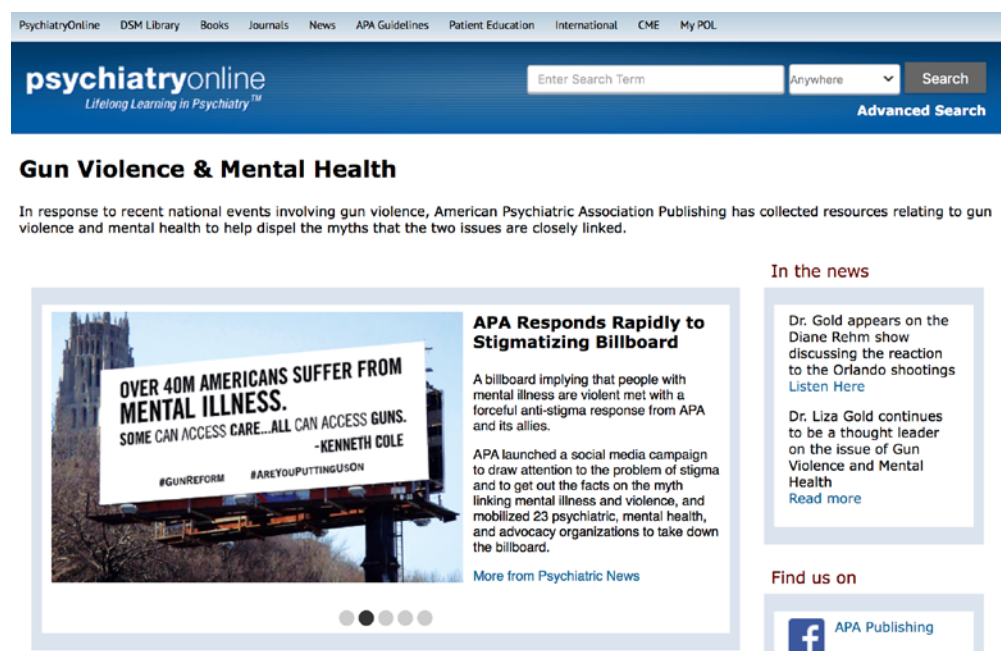 PsychiatryOnline DSM Library Books Journals News APA Guidelines Patient Education International CME My POL
psychiatryonline
Lifelong Learning in Psychiatry™
Enter Search Term
Anywhere
Search
Advanced Search
Gun Violence & Mental Health
In response to recent national events involving gun violence, American Psychiatric Association Publishing has collected resources relating to gun
violence and mental health to help dispel the myths that the two issues are closely linked.
OVER 40M AMERICANS SUFFER FROM
MENTAL ILLNESS.
SOME CAN ACCESS CARE...ALL CAN ACCESS GUNS.
-KENNETH COLE
#GUNREFORM #AREYOUPUTTINGUSON
APA Responds Rapidly to
Stigmatizing Billboard
A billboard implying that people with
mental illness are violent met with a
forceful anti-stigma response from APA
and its allies.
APA launched a social media campaign
to draw attention to the problem of stigma
and to get out the facts on the myth
linking mental illness and violence, and
mobilized 23 psychiatric, mental health,
and advocacy organizations to take down
the billboard.
More from Psychiatric News
In the news
Dr. Gold appears on the
Diane Rehm show
discussing the reaction
to the Orlando shootings
Listen Here
Dr. Liza Gold continues
to be a thought leader
on the issue of Gun
Violence and Mental
Health
Read more
Find us on
f
APA Publishing